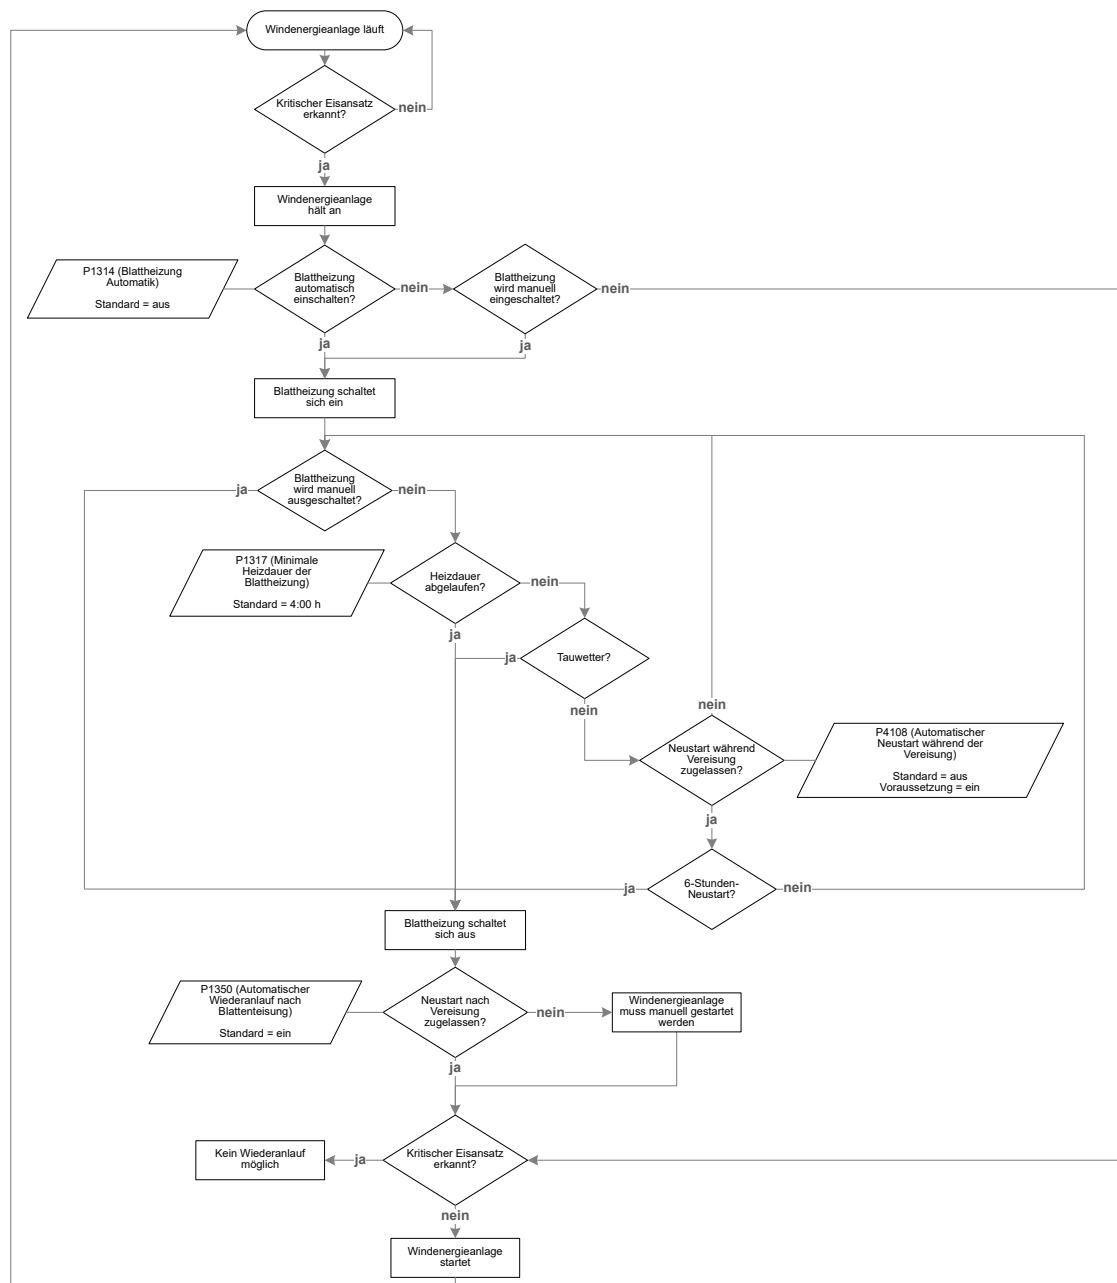 Windenergieanlage läuft
Kritischer Eisansatz
erkannt?
nein
ja
Windenergieanlage
hält an
P1314 (Blattheizung
Automatik)
Standard = aus
Blattheizung
automatisch
einschalten?
nein
Blattheizung
wird manuell
eingeschaltet?
nein
ja
ja
Blattheizung schaltet
sich ein
ja
Blattheizung
wird manuell
ausgeschaltet?
nein
P1317 (Minimale
Heizdauer der
Blattheizung)
Standard = 4:00 h
Heizdauer
abgelaufen?
nein
ja
ja
Tauwetter?
nein
nein
Neustart während
Vereisung
zugelassen?
P4108 (Automatischer
Neustart während der
Vereisung)
Standard = aus
Voraussetzung = ein
ja
ja
6-Stunden-
Neustart?
nein
Blattheizung schaltet
sich aus
P1350 (Automatischer
Wiederanlauf nach
Blattenteisung)
Standard = ein
Neustart nach
Vereisung
zugelassen?
nein
Windenergieanlage
muss manuell gestartet
werden
ja
Kein Wiederanlauf
möglich
ja
Kritischer Eisansatz
erkannt?
nein
Windenergieanlage
startet